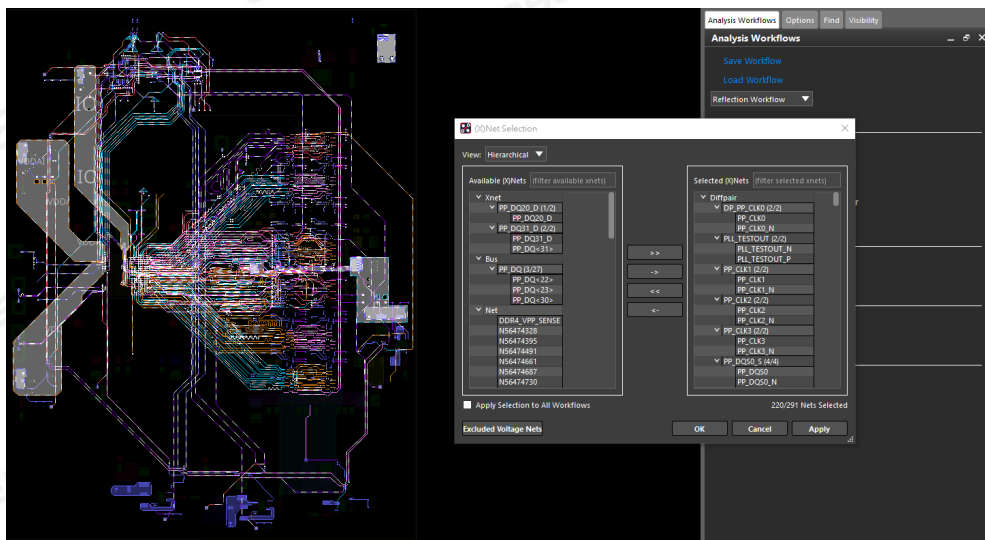 Analysis Workflows Options Find Visibility
Analysis Workflows
Save Workflow
Load Workflow
Reflection Workflow
(X)Net Selection
View: Hierarchical
Available (X)Nets (filter available xnets)
Xnet
PP_DQ20_D (1/2)
PP_DQ20_D
PP_DQ31_D (2/2)
PP_DQ31_D
PP_DQ<31>
Bus
PP_DQ (3/27)
PP_DQ<22>
PP_DQ<23>
PP_DQ<30>
Net
DDR4_VPP_SENSE
N56474328
N56474395
N56474491
N56474661
N56474687
N56474730
>>
->
<<
<-
Selected (X)Nets (filter selected xnets)
Diffpair
DP_PP_CLK0 (2/2)
PP_CLK0
PP_CLK0_N
PLL_TESTOUT (2/2)
PLL_TESTOUT_N
PLL_TESTOUT_P
PP_CLK1 (2/2)
PP_CLK1
PP_CLK1_N
PP_CLK2 (2/2)
PP_CLK2
PP_CLK2_N
PP_CLK3 (2/2)
PP_CLK3
PP_CLK3_N
PP_DQS0_S (4/4)
PP_DQS0
PP_DQS0_N
Apply Selection to All Workflows
220/291 Nets Selected
Excluded Voltage Nets
OK Cancel Apply
IO
IO